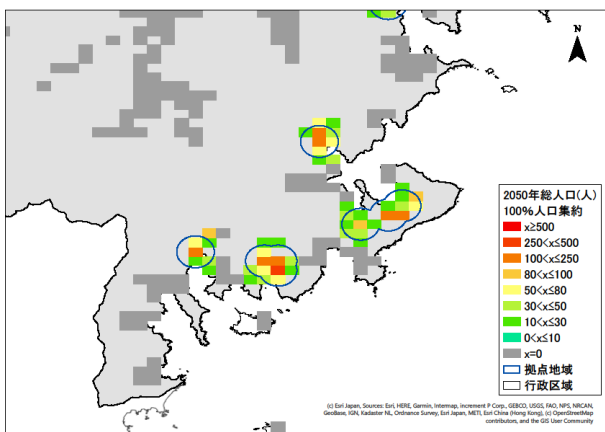 N
2050年総人口(人)
100%人口集約
x≧500
250<x≦500
100<x≦250
80<x≦100
50<x≦80
30<x≦50
10<x≦30
0<x≦10
x=0
拠点地域
行政区域
(c) Esri Japan, Sources: Esri, HERE, Garmin, Intermap, increment P Corp., GEBCO, USGS, FAO, NPS, NRCAN,
GeoBase, IGN, Kadaster NL, Ordnance Survey, Esri Japan, METI, Esri China (Hong Kong), (c) OpenStreetMap
contributors, and the GIS User Community